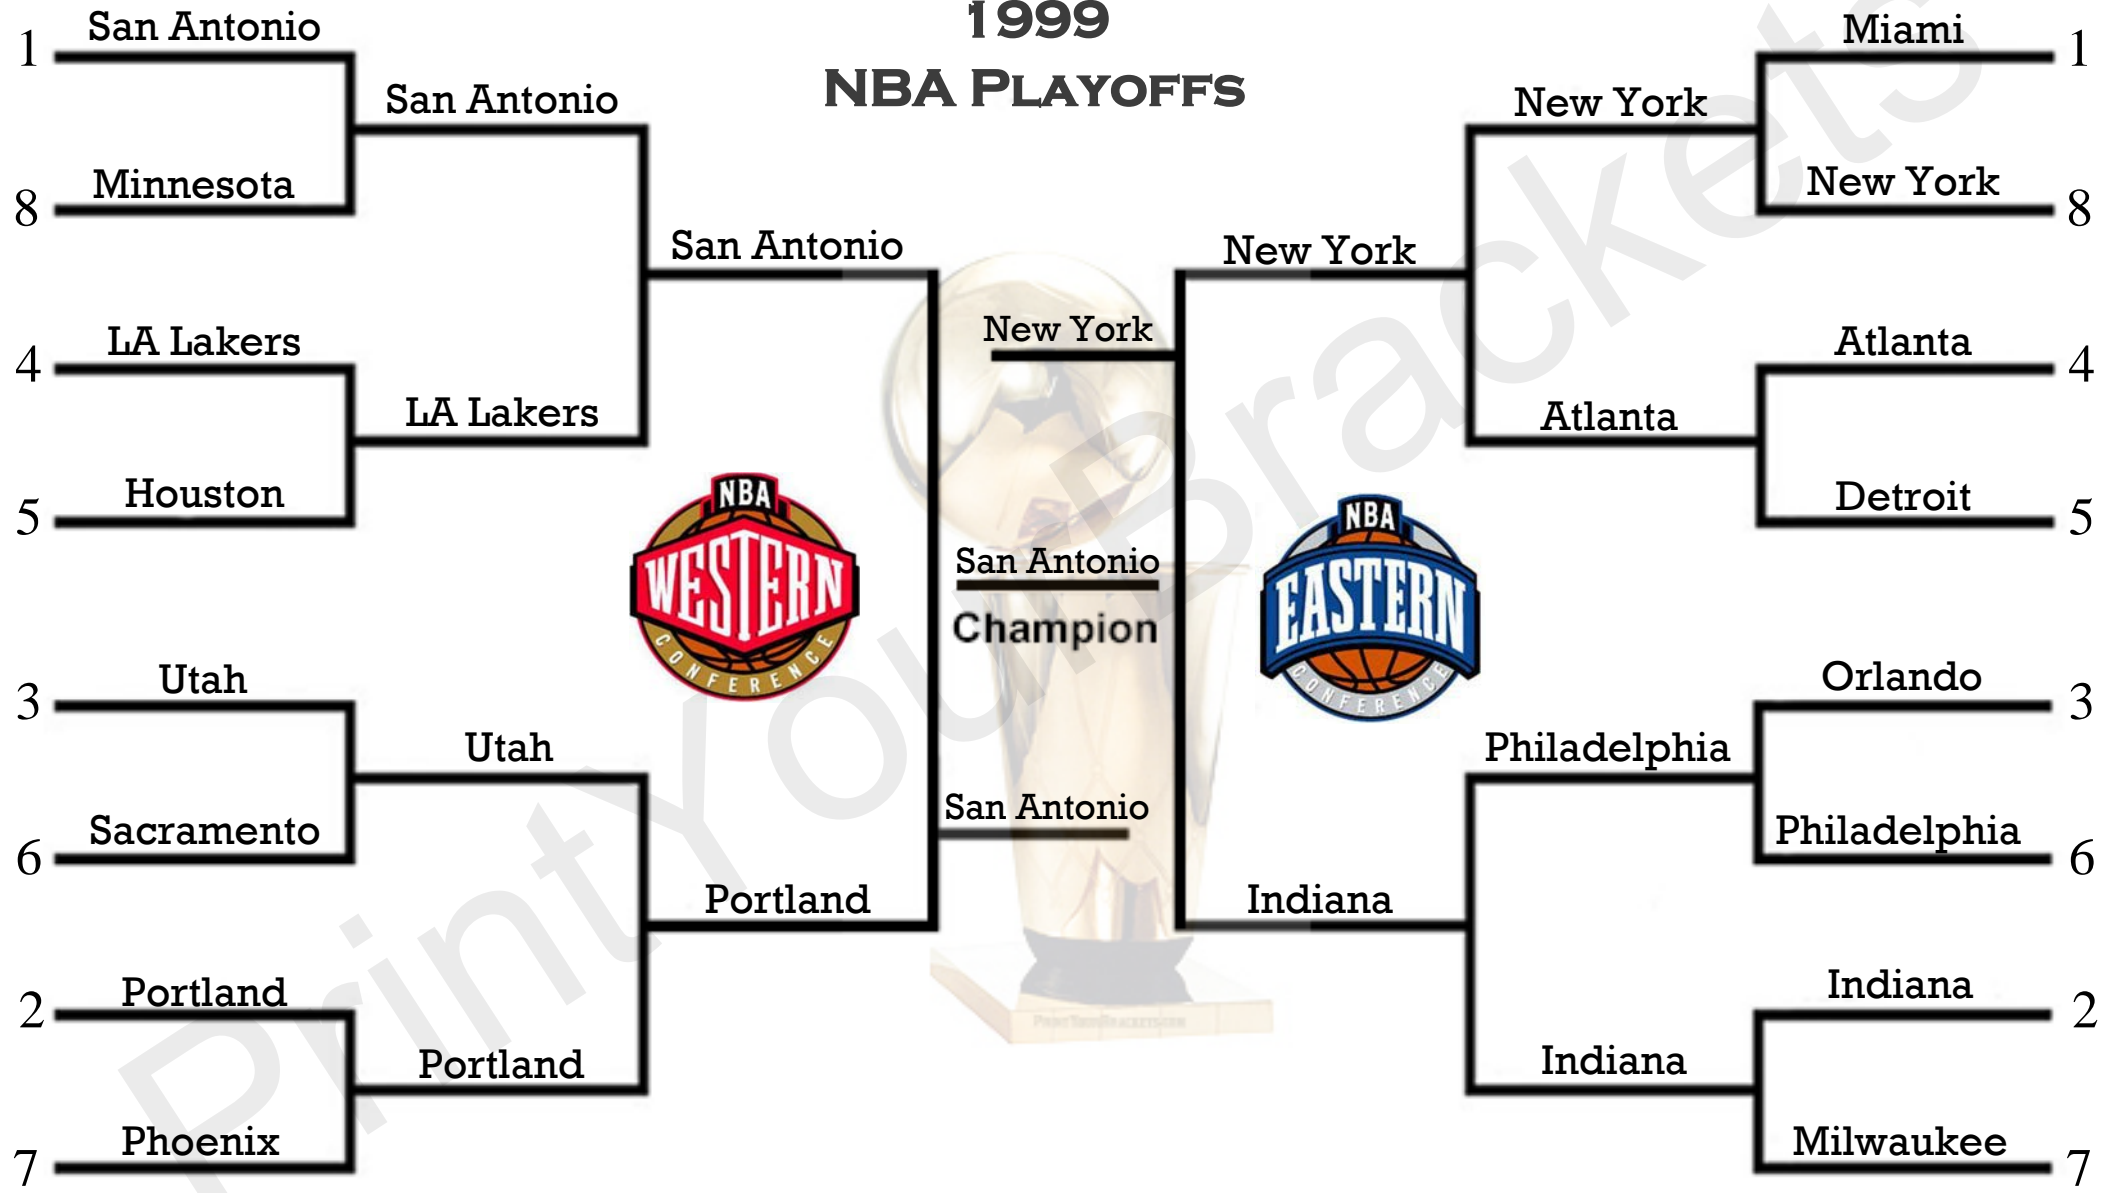 1999
NBA PLAYOFFS
1
San Antonio
San Antonio
8
Minnesota
San Antonio
4
LA Lakers
LA Lakers
5
Houston
NBA
WESTERN
CONFERENCE
3
Utah
Utah
6
Sacramento
Portland
2
Portland
Portland
7
Phoenix
New York
San Antonio
Champion
San Antonio
Miami
1
New York
New York
8
New York
Atlanta
4
Atlanta
Detroit
5
NBA
EASTERN
CONFERENCE
Orlando
3
Philadelphia
Philadelphia
6
Indiana
Indiana
2
Indiana
Milwaukee
7
PrintYourBrackets
PRINTYOURBRACKETS.COM